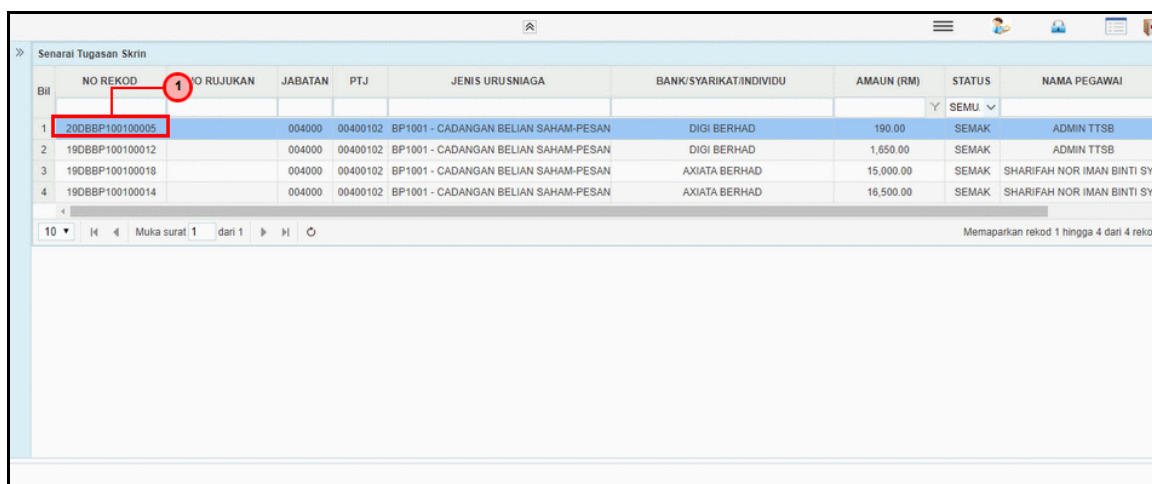 Senarai Tugasan Skrin
Bil NO REKOD 1 O RUJUKAN JABATAN PTJ JENIS URUSNIAGA BANK/SYARIKAT/INDIVIDU AMAUN (RM) STATUS NAMA PEGAWAI
SEMU
1 20DBBP100100005 004000 00400102 BP1001 - CADANGAN BELIAN SAHAM-PESAN DIGI BERHAD 190.00 SEMAK ADMIN TTSB
2 19DBBP100100012 004000 00400102 BP1001 - CADANGAN BELIAN SAHAM-PESAN DIGI BERHAD 1,650.00 SEMAK ADMIN TTSB
3 19DBBP100100018 004000 00400102 BP1001 - CADANGAN BELIAN SAHAM-PESAN AXIATA BERHAD 15,000.00 SEMAK SHARIFAH NOR IMAN BINTI SY
4 19DBBP100100014 004000 00400102 BP1001 - CADANGAN BELIAN SAHAM-PESAN AXIATA BERHAD 16,500.00 SEMAK SHARIFAH NOR IMAN BINTI SY
10 Muka surat 1 dari 1 Memaparkan rekod 1 hingga 4 dari 4 reko